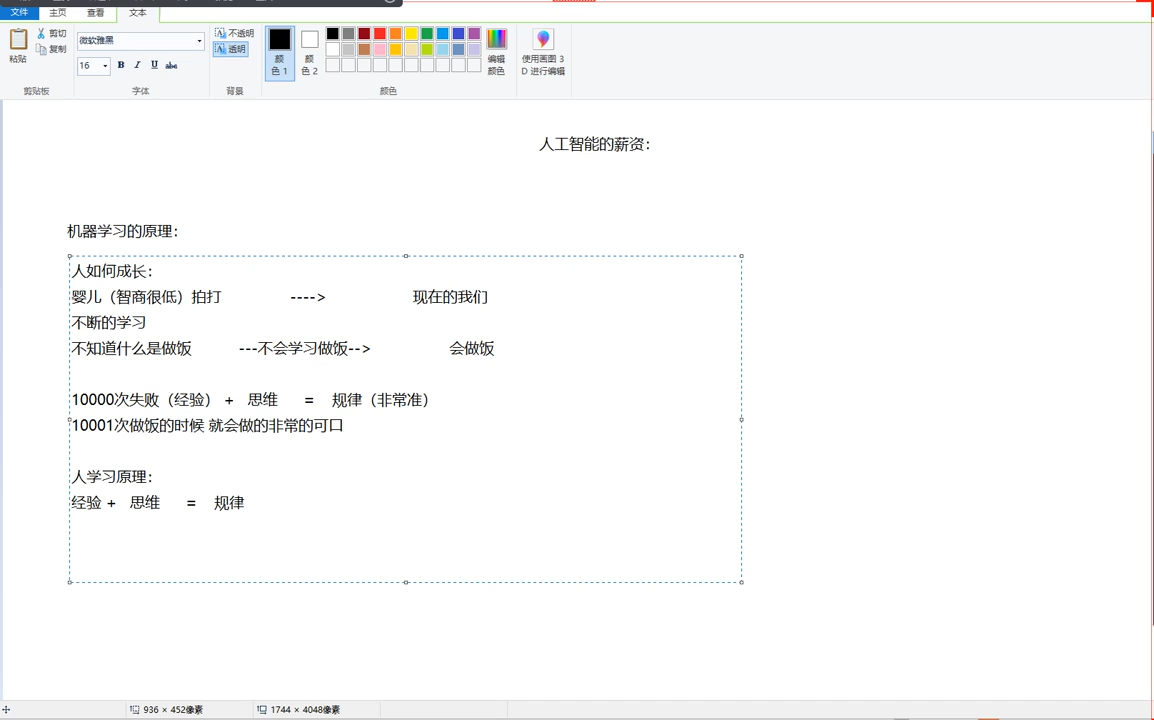 文件 主页 查看 文本
粘贴
剪切
复制
微软雅黑
16
B I U abc
不透明
透明
颜
色 1
颜
色 2
编辑
颜色
使用画图 3
D 进行编辑
剪贴板 字体 背景 颜色
人工智能的薪资：
机器学习的原理：
人如何成长：
婴儿（智商很低）拍打 ----> 现在的我们
不断的学习
不知道什么是做饭 ---不会学习做饭--> 会做饭
10000次失败（经验） + 思维 = 规律（非常准）
10001次做饭的时候 就会做的非常的可口
人学习原理：
经验 + 思维 = 规律
936 × 452像素 1744 × 4048像素